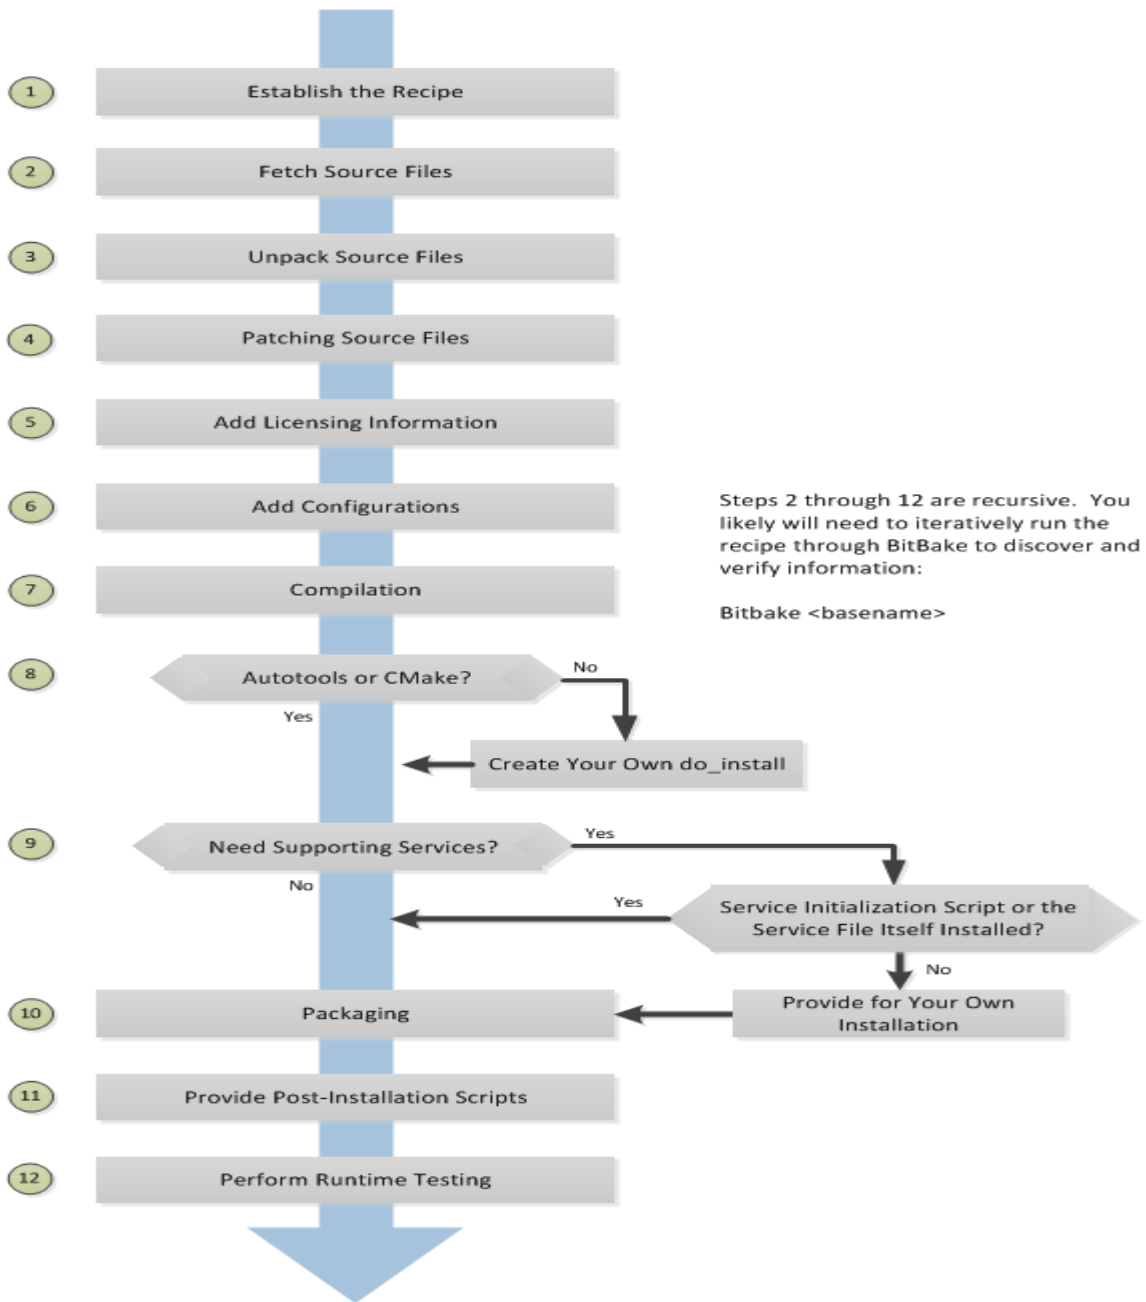 1
Establish the Recipe
2
Fetch Source Files
3
Unpack Source Files
4
Patching Source Files
5
Add Licensing Information
6
Add Configurations
Steps 2 through 12 are recursive. You
likely will need to iteratively run the
recipe through BitBake to discover and
verify information:
Bitbake <basename>
7
Compilation
8
Autotools or CMake?
No
Yes
Create Your Own do_install
9
Need Supporting Services?
Yes
No
Yes
Service Initialization Script or the
Service File Itself Installed?
No
10
Packaging
Provide for Your Own
Installation
11
Provide Post-Installation Scripts
12
Perform Runtime Testing